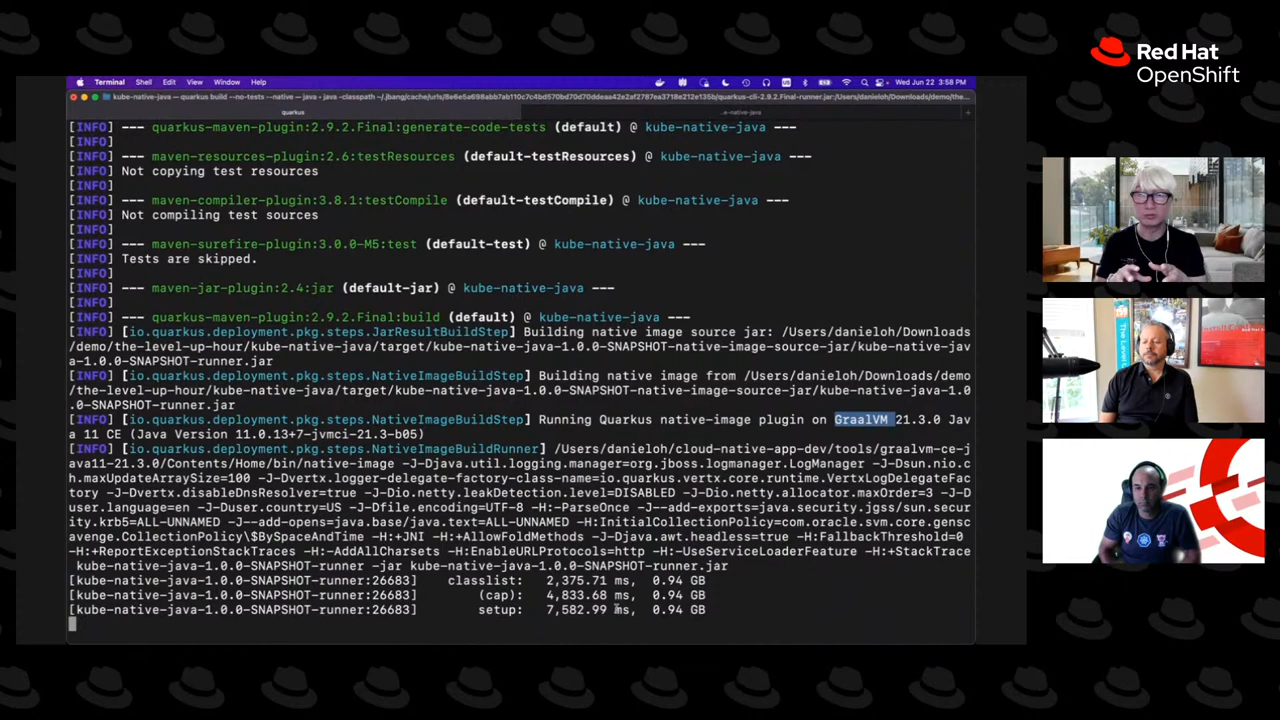 Red Hat
OpenShift
Terminal Shell Edit View Window Help
Wed Jun 22 3:58 PM
quarkus
..e-native-java
[INFO] --- quarkus-maven-plugin:2.9.2.Final:generate-code-tests (default) @ kube-native-java ---
[INFO]
[INFO] --- maven-resources-plugin:2.6:testResources (default-testResources) @ kube-native-java ---
[INFO] Not copying test resources
[INFO]
[INFO] --- maven-compiler-plugin:3.8.1:testCompile (default-testCompile) @ kube-native-java ---
[INFO] Not compiling test sources
[INFO]
[INFO] --- maven-surefire-plugin:3.0.0-M5:test (default-test) @ kube-native-java ---
[INFO] Tests are skipped.
[INFO]
[INFO] --- maven-jar-plugin:2.4:jar (default-jar) @ kube-native-java ---
[INFO]
[INFO] --- quarkus-maven-plugin:2.9.2.Final:build (default) @ kube-native-java ---
[INFO] [io.quarkus.deployment.pkg.steps.JarResultBuildStep] Building native image source jar: /Users/danieloh/Downloads
/demo/the-level-up-hour/kube-native-java/target/kube-native-java-1.0.0-SNAPSHOT-native-image-source-jar/kube-native-jav
a-1.0.0-SNAPSHOT-runner.jar
[INFO] [io.quarkus.deployment.pkg.steps.NativeImageBuildStep] Building native image from /Users/danieloh/Downloads/demo
/the-level-up-hour/kube-native-java/target/kube-native-java-1.0.0-SNAPSHOT-native-image-source-jar/kube-native-java-1.0
.0-SNAPSHOT-runner.jar
[INFO] [io.quarkus.deployment.pkg.steps.NativeImageBuildStep] Running Quarkus native-image plugin on GraalVM 21.3.0 Jav
a 11 CE (Java Version 11.0.13+7-jvmci-21.3-b05)
[INFO] [io.quarkus.deployment.pkg.steps.NativeImageBuildRunner] /Users/danieloh/cloud-native-app-dev/tools/graalvm-ce-j
ava11-21.3.0/Contents/Home/bin/native-image -J-Djava.util.logging.manager=org.jboss.logmanager.LogManager -J-Dsun.nio.c
h.maxUpdateArraySize=100 -J-Dvertx.logger-delegate-factory-class-name=io.quarkus.vertx.core.runtime.VertxLogDelegateFac
tory -J-Dvertx.disableDnsResolver=true -J-Dio.netty.leakDetection.level=DISABLED -J-Dio.netty.allocator.maxOrder=3 -J-D
user.language=en -J-Duser.country=US -J-Dfile.encoding=UTF-8 -H:-ParseOnce -J--add-exports=java.security.jgss/sun.secur
ity.krb5=ALL-UNNAMED -J--add-opens=java.base/java.text=ALL-UNNAMED -H:InitialCollectionPolicy=com.oracle.svm.core.gensc
avenge.CollectionPolicy\$BySpaceAndTime -H:+JNI -H:+AllowFoldMethods -J-Djava.awt.headless=true -H:FallbackThreshold=0
-H:+ReportExceptionStackTraces -H:-AddAllCharsets -H:EnableURLProtocols=http -H:-UseServiceLoaderFeature -H:+StackTrace
kube-native-java-1.0.0-SNAPSHOT-runner -jar kube-native-java-1.0.0-SNAPSHOT-runner.jar
[kube-native-java-1.0.0-SNAPSHOT-runner:26683] classlist: 2,375.71 ms, 0.94 GB
[kube-native-java-1.0.0-SNAPSHOT-runner:26683] (cap): 4,833.68 ms, 0.94 GB
[kube-native-java-1.0.0-SNAPSHOT-runner:26683] setup: 7,582.99 ms, 0.94 GB